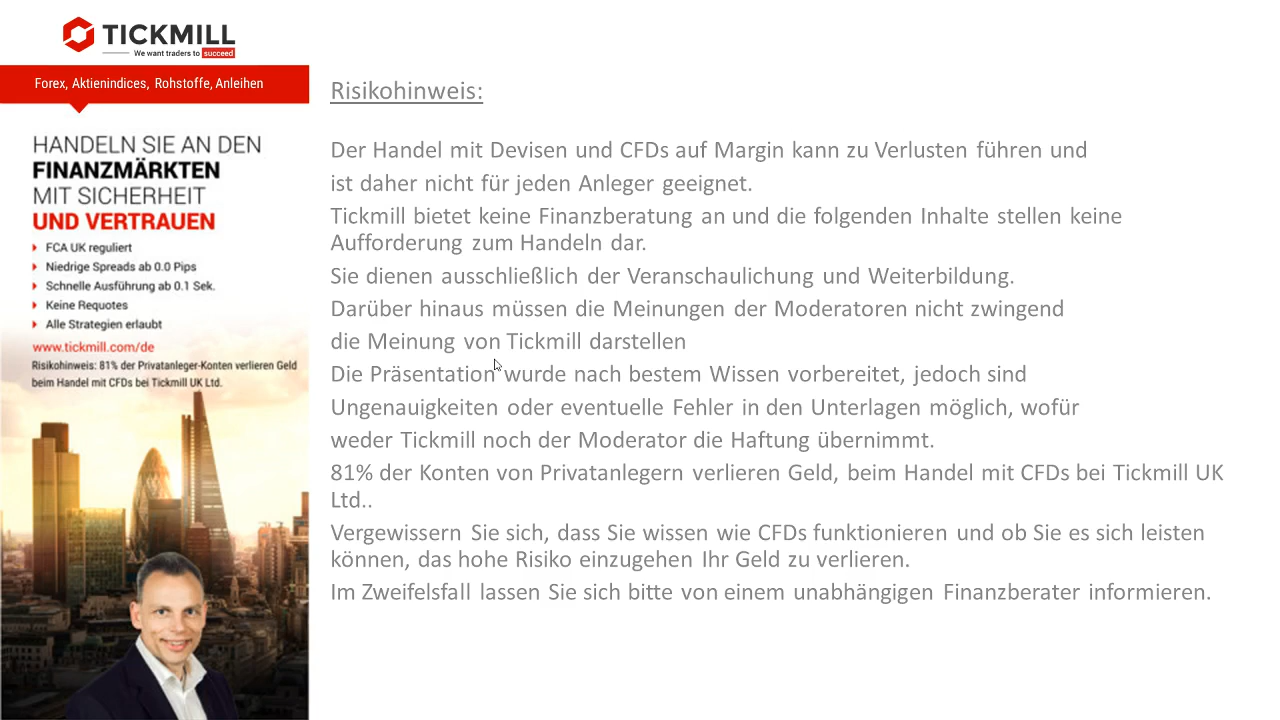 TICKMILL
We want traders to succeed
Forex, Aktienindices, Rohstoffe, Anleihen
HANDELN SIE AN DEN
FINANZMÄRKTEN
MIT SICHERHEIT
UND VERTRAUEN
FCA UK reguliert
Niedrige Spreads ab 0.0 Pips
Schnelle Ausführung ab 0.1 Sek.
Keine Requotes
Alle Strategien erlaubt
www.tickmill.com/de
Risikohinweis: 81% der Privatanleger-Konten verlieren Geld
beim Handel mit CFDs bei Tickmill UK Ltd.
Risikohinweis:
Der Handel mit Devisen und CFDs auf Margin kann zu Verlusten führen und
ist daher nicht für jeden Anleger geeignet.
Tickmill bietet keine Finanzberatung an und die folgenden Inhalte stellen keine
Aufforderung zum Handeln dar.
Sie dienen ausschließlich der Veranschaulichung und Weiterbildung.
Darüber hinaus müssen die Meinungen der Moderatoren nicht zwingend
die Meinung von Tickmill darstellen
Die Präsentation wurde nach bestem Wissen vorbereitet, jedoch sind
Ungenauigkeiten oder eventuelle Fehler in den Unterlagen möglich, wofür
weder Tickmill noch der Moderator die Haftung übernimmt.
81% der Konten von Privatanlegern verlieren Geld, beim Handel mit CFDs bei Tickmill UK
Ltd..
Vergewissern Sie sich, dass Sie wissen wie CFDs funktionieren und ob Sie es sich leisten
können, das hohe Risiko einzugehen Ihr Geld zu verlieren.
Im Zweifelsfall lassen Sie sich bitte von einem unabhängigen Finanzberater informieren.